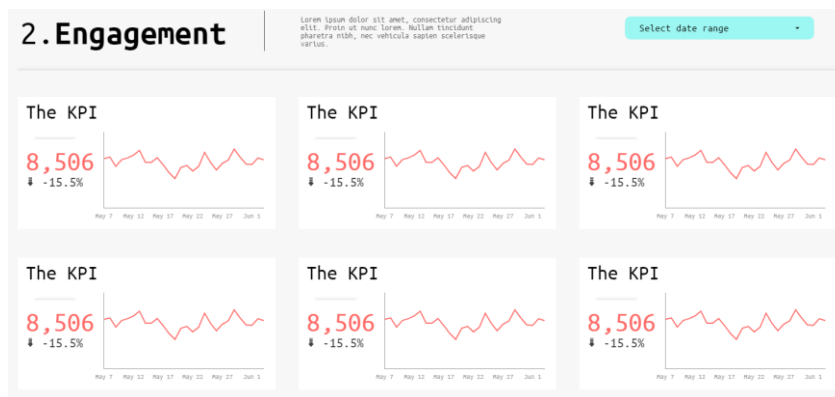 2.Engagement
Lorem ipsum dolor sit amet, consectetur adipiscing
elit. Proin ut nunc lorem. Nullam tincidunt
pharetra nibh, nec vehicula sapien scelerisque
varius.
Select date range
The KPI
8,506
-15.5%
May 7 May 12 May 17 May 22 May 27 Jun 1
The KPI
8,506
-15.5%
May 7 May 12 May 17 May 22 May 27 Jun 1
The KPI
8,506
-15.5%
May 7 May 12 May 17 May 22 May 27 Jun 1
The KPI
8,506
-15.5%
May 7 May 12 May 17 May 22 May 27 Jun 1
The KPI
8,506
-15.5%
May 7 May 12 May 17 May 22 May 27 Jun 1
The KPI
8,506
-15.5%
May 7 May 12 May 17 May 22 May 27 Jun 1